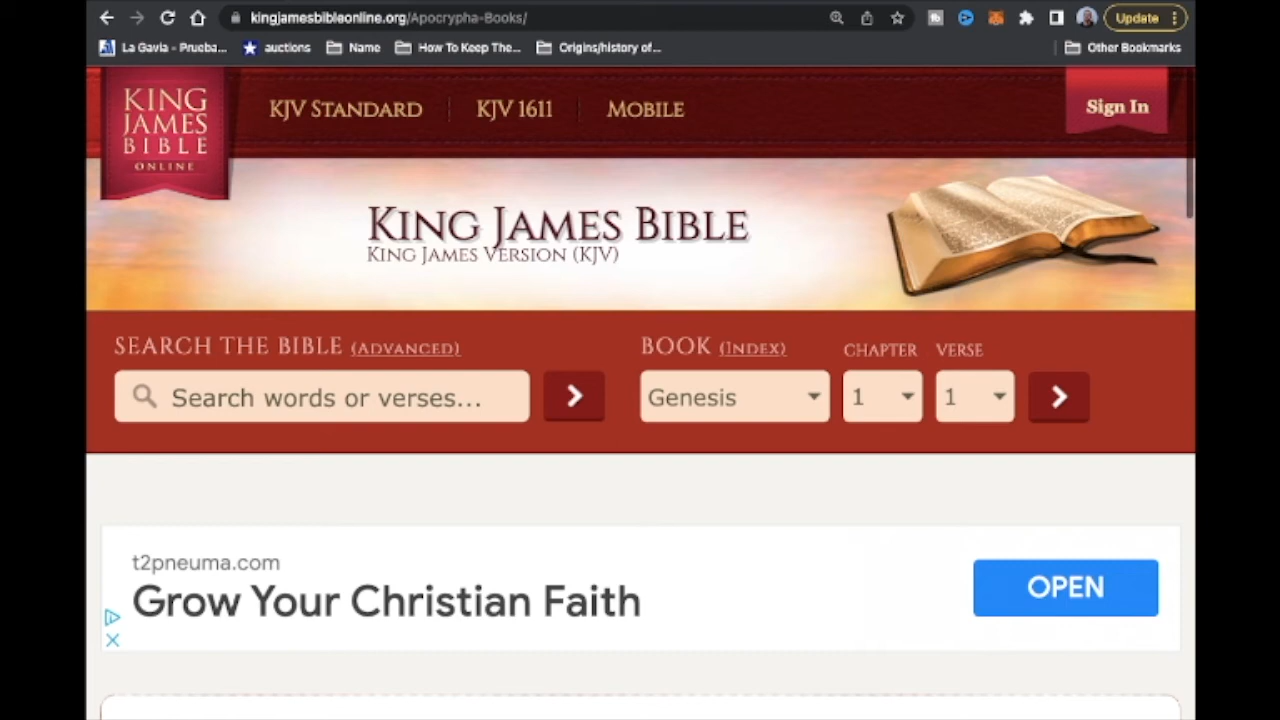 kingjamesbibleonline.org/Apocrypha-Books/
Update
La Gavia - Prueba...
auctions
Name
How To Keep The...
Origins/history of...
Other Bookmarks
KING
JAMES
BIBLE
ONLINE
KJV STANDARD
KJV 1611
MOBILE
Sign In
KING JAMES BIBLE
KING JAMES VERSION (KJV)
SEARCH THE BIBLE (ADVANCED)
BOOK (INDEX)
CHAPTER
VERSE
Search words or verses...
Genesis
1
1
t2pneuma.com
Grow Your Christian Faith
OPEN